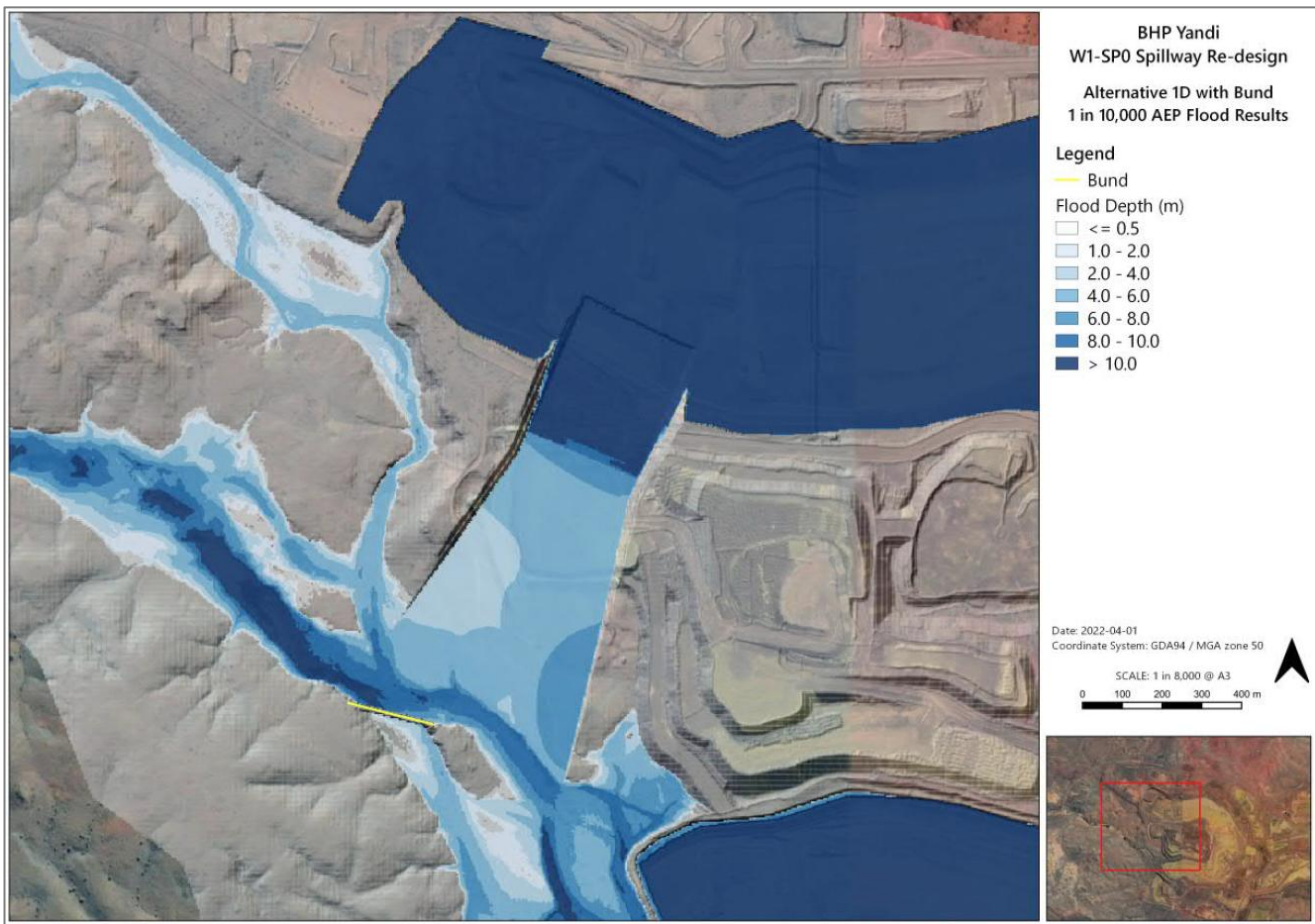 BHP Yandi
W1-SP0 Spillway Re-design
Alternative 1D with Bund
1 in 10,000 AEP Flood Results
Legend
Bund
Flood Depth (m)
<= 0.5
1.0 - 2.0
2.0 - 4.0
4.0 - 6.0
6.0 - 8.0
8.0 - 10.0
> 10.0
Date: 2022-04-01
Coordinate System: GDA94 / MGA zone 50
SCALE: 1 in 8,000 @ A3
0 100 200 300 400 m